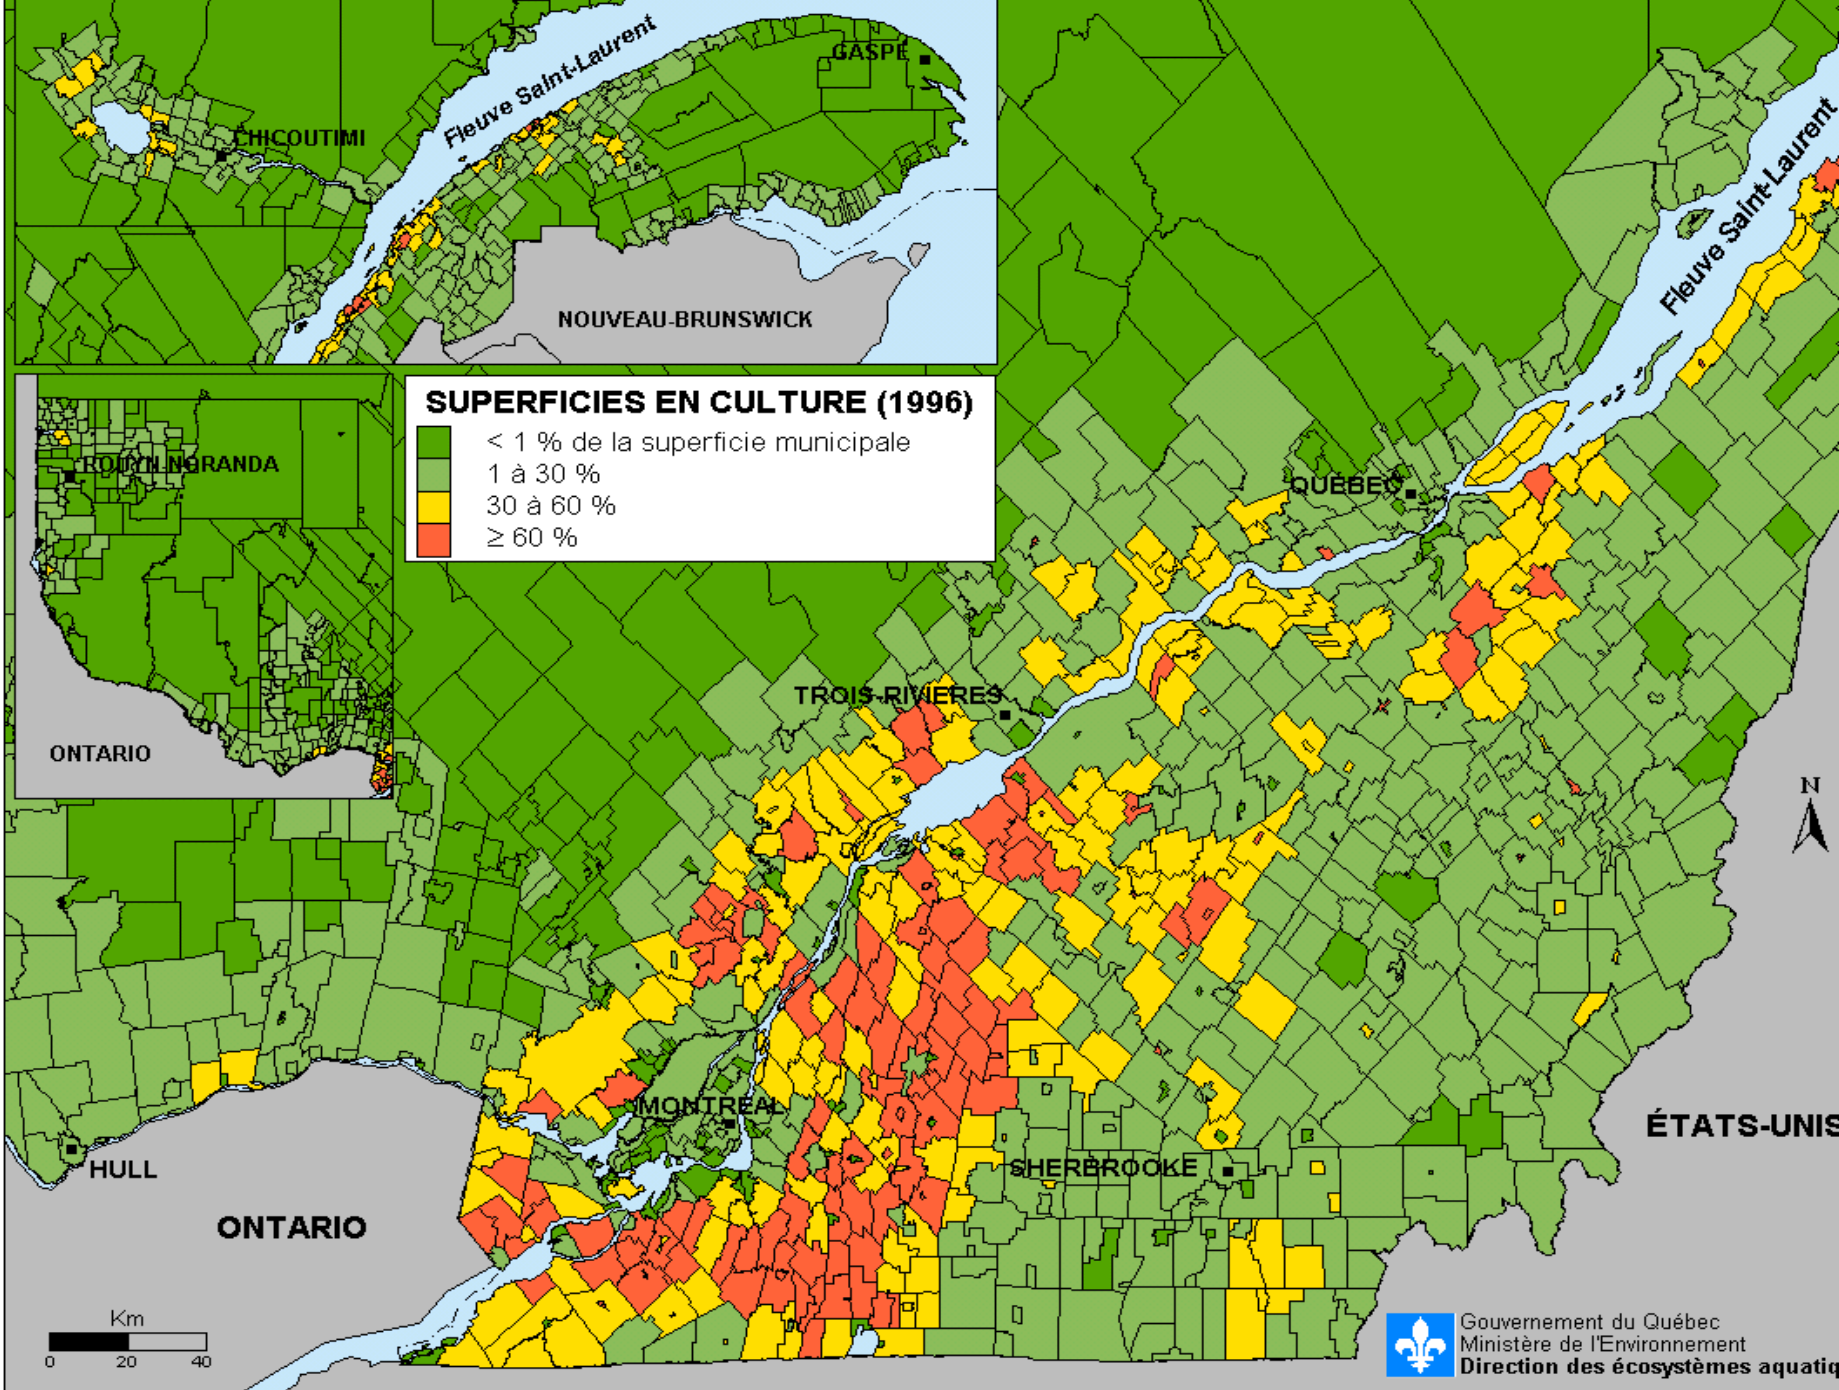 GASPÉ
Fleuve Saint-Laurent
CHICOUTIMI
NOUVEAU-BRUNSWICK
Fleuve Saint-Laurent
SUPERFICIES EN CULTURE (1996)
< 1 % de la superficie municipale
1 à 30 %
30 à 60 %
≥ 60 %
ROUYN-NORANDA
ONTARIO
QUÉBEC
TROIS-RIVIÈRES
N
MONTRÉAL
ÉTATS-UNIS
SHERBROOKE
HULL
ONTARIO
Km
0 20 40
Gouvernement du Québec
Ministère de l'Environnement
Direction des écosystèmes aquatiq